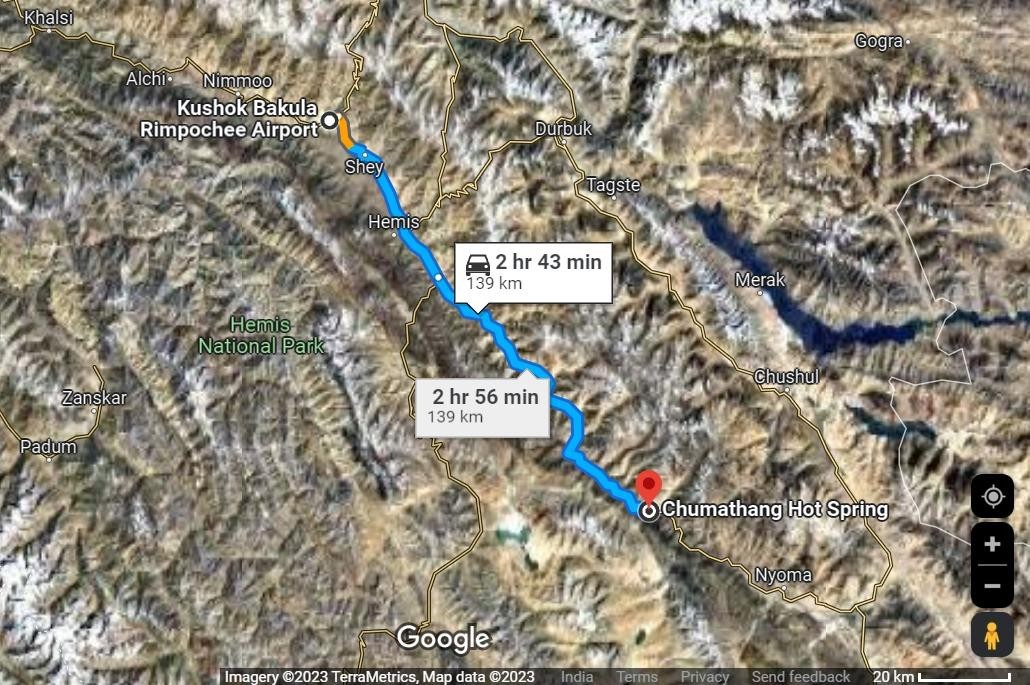 Khalsi
Gogra
Alchi
Nimmoo
Kushok Bakula
Rimpochee Airport
Durbuk
Shey
Tagste
Hemis
2 hr 43 min
139 km
Merak
Hemis
National Park
Chushul
2 hr 56 min
139 km
Zanskar
Padum
Chumathang Hot Spring
Nyoma
Google
Imagery ©2023 TerraMetrics, Map data ©2023 India Terms Privacy Send feedback 20 km